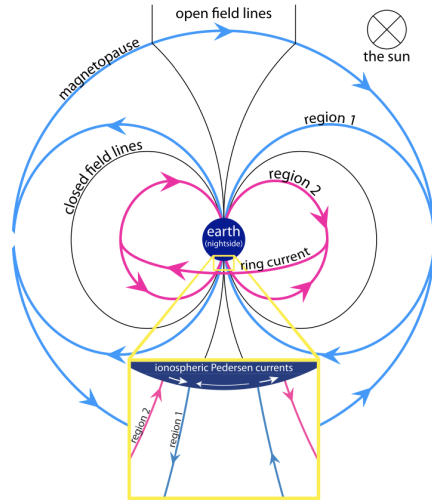 open field lines
the sun
magnetopause
region 1
closed field lines
region 2
earth
(nightside)
ring current
ionospheric Pedersen currents
region 2
region 1